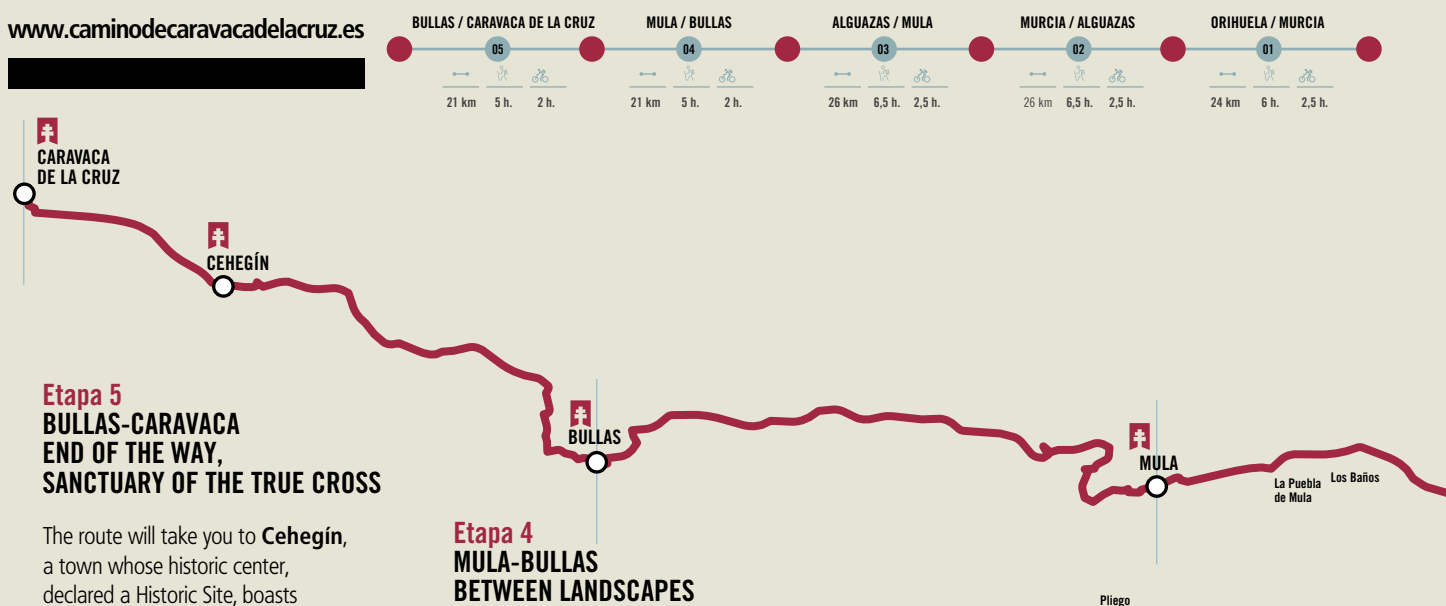 www.caminodecaravacadelacruz.es
BULLAS / CARAVACA DE LA CRUZ
05
21 km 5 h. 2 h.
MULA / BULLAS
04
21 km 5 h. 2 h.
ALGUAZAS / MULA
03
26 km 6,5 h. 2,5 h.
MURCIA / ALGUAZAS
02
26 km 6,5 h. 2,5 h.
ORIHUELA / MURCIA
01
24 km 6 h. 2,5 h.
CARAVACA
DE LA CRUZ
CEHEGÍN
BULLAS
MULA
La Puebla
de Mula
Los Baños
Pliego
Etapa 5
BULLAS-CARAVACA
END OF THE WAY,
SANCTUARY OF THE TRUE CROSS
The route will take you to Cehegín,
a town whose historic center,
declared a Historic Site, boasts
Etapa 4
MULA-BULLAS
BETWEEN LANDSCAPES